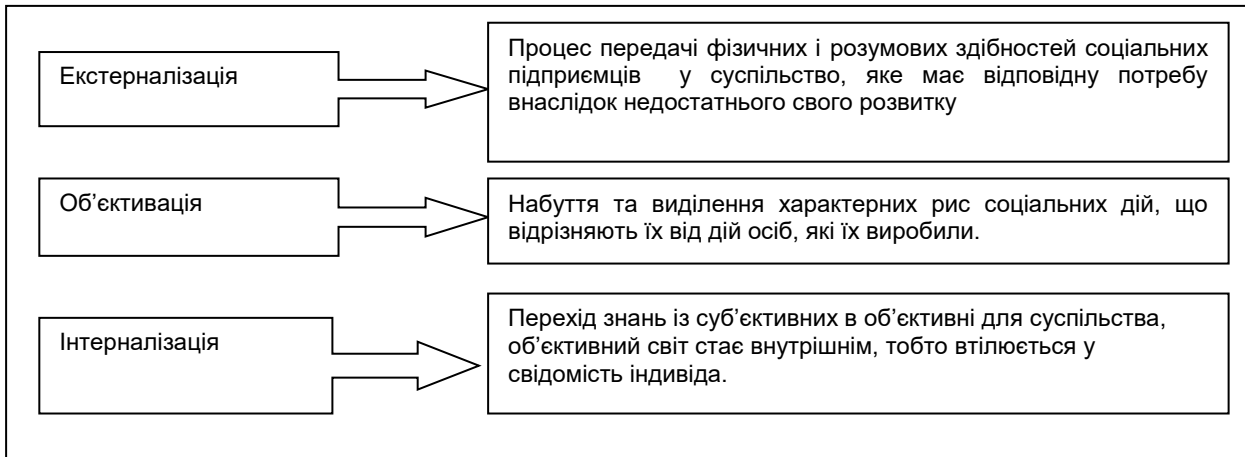 Екстерналізація
Процес передачі фізичних і розумових здібностей соціальних
підприємців у суспільство, яке має відповідну потребу
внаслідок недостатнього свого розвитку
Об’єктивація
Набуття та виділення характерних рис соціальних дій, що
відрізняють їх від дій осіб, які їх виробили.
Інтерналізація
Перехід знань із суб’єктивних в об’єктивні для суспільства,
об’єктивний світ стає внутрішнім, тобто втілюється у
свідомість індивіда.